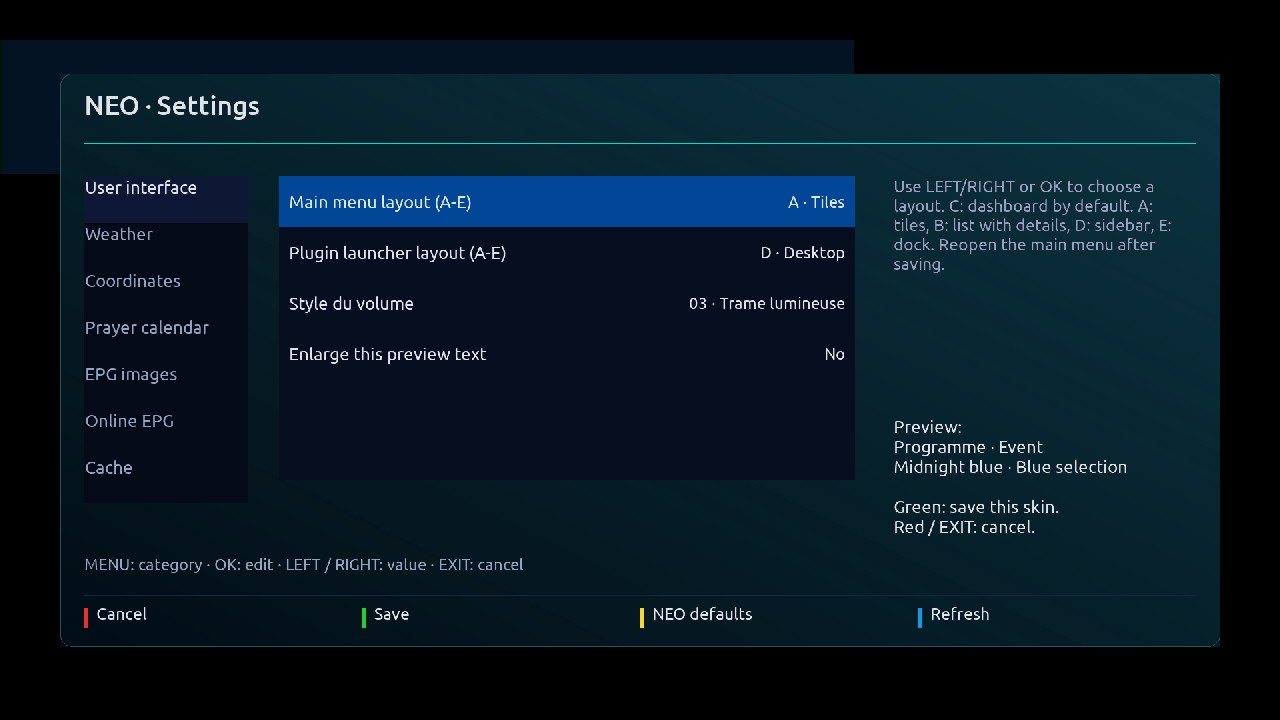 NEO · Settings
User interface
Weather
Coordinates
Prayer calendar
EPG images
Online EPG
Cache
Main menu layout (A-E) A · Tiles
Plugin launcher layout (A-E) D · Desktop
Style du volume 03 · Trame lumineuse
Enlarge this preview text No
Use LEFT/RIGHT or OK to choose a
layout. C: dashboard by default. A:
tiles, B: list with details, D: sidebar, E:
dock. Reopen the main menu after
saving.
Preview:
Programme · Event
Midnight blue · Blue selection
Green: save this skin.
Red / EXIT: cancel.
MENU: category · OK: edit · LEFT / RIGHT: value · EXIT: cancel
Cancel Save NEO defaults Refresh